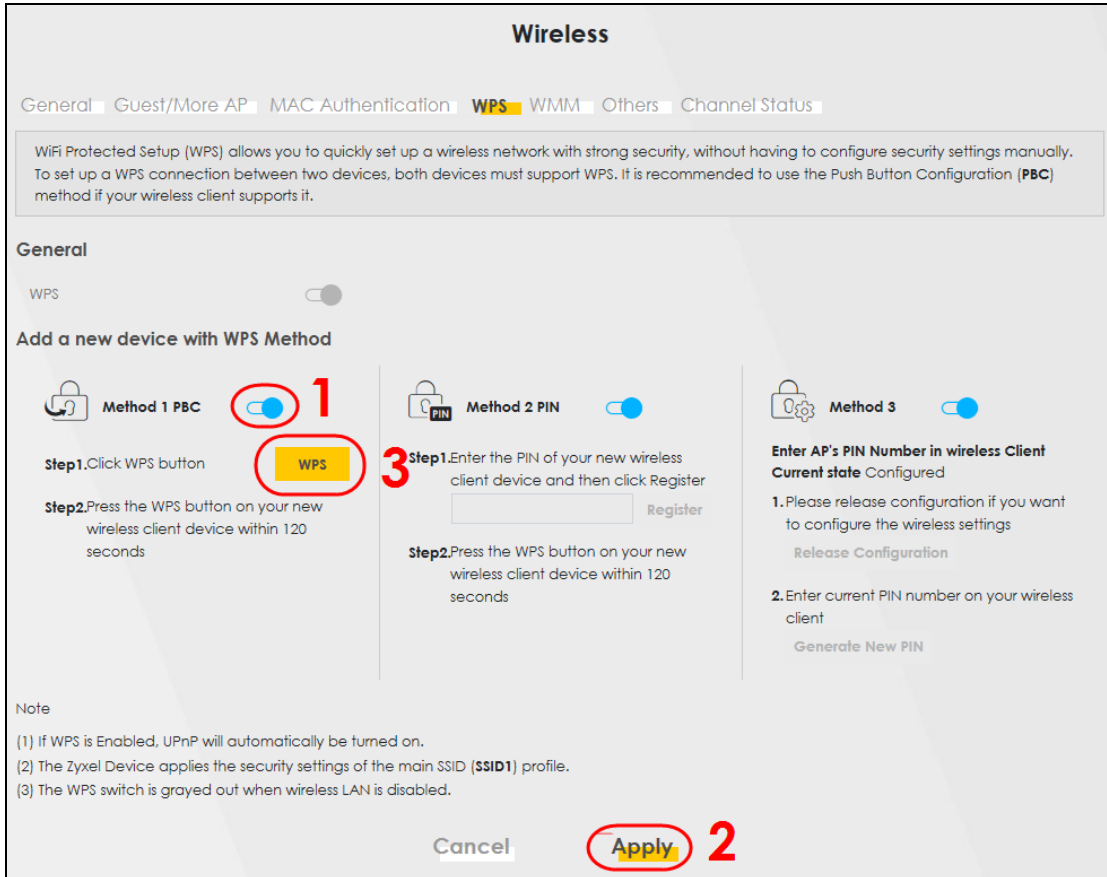 Wireless
General Guest/More AP MAC Authentication WPS WMM Others Channel Status
WiFi Protected Setup (WPS) allows you to quickly set up a wireless network with strong security, without having to configure security settings manually.
To set up a WPS connection between two devices, both devices must support WPS. It is recommended to use the Push Button Configuration (PBC)
method if your wireless client supports it.
General
WPS
Add a new device with WPS Method
Method 1 PBC
1
Step1.Click WPS button
WPS
3
Step2.Press the WPS button on your new
wireless client device within 120
seconds
PIN
Method 2 PIN
Step1.Enter the PIN of your new wireless
client device and then click Register
Register
Step2.Press the WPS button on your new
wireless client device within 120
seconds
Method 3
Enter AP's PIN Number in wireless Client
Current state Configured
1.Please release configuration if you want
to configure the wireless settings
Release Configuration
2.Enter current PIN number on your wireless
client
Generate New PIN
Note
(1) If WPS is Enabled, UPnP will automatically be turned on.
(2) The Zyxel Device applies the security settings of the main SSID (SSID1) profile.
(3) The WPS switch is grayed out when wireless LAN is disabled.
Cancel
Apply
2